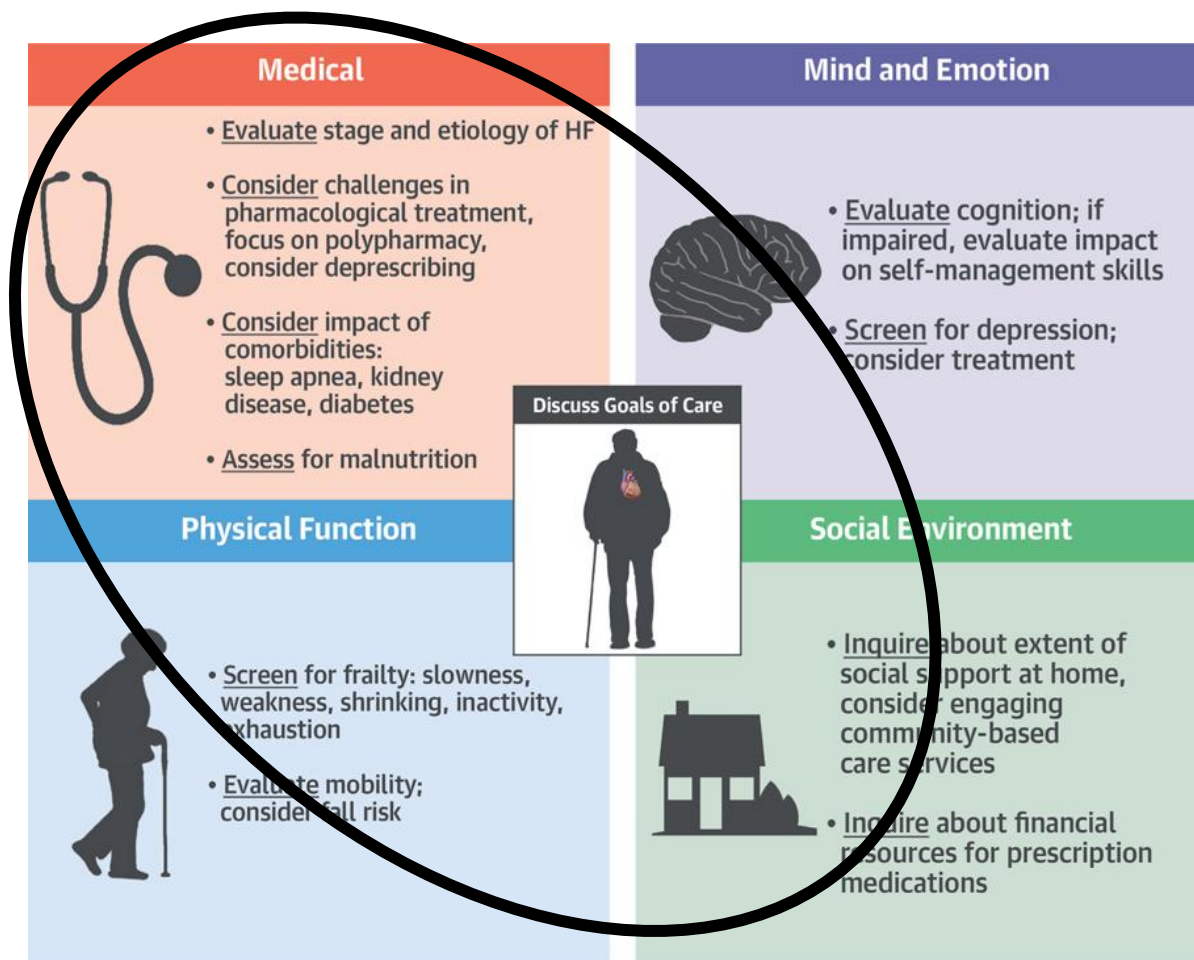 Medical
• Evaluate stage and etiology of HF
• Consider challenges in
pharmacological treatment,
focus on polypharmacy,
consider deprescribing
• Consider impact of
comorbidities:
sleep apnea, kidney
disease, diabetes
• Assess for malnutrition
Mind and Emotion
• Evaluate cognition; if
impaired, evaluate impact
on self-management skills
• Screen for depression;
consider treatment
Discuss Goals of Care
Physical Function
• Screen for frailty: slowness,
weakness, shrinking, inactivity,
exhaustion
• Evaluate mobility;
consider fall risk
Social Environment
• Inquire about extent of
social support at home,
consider engaging
community-based
care services
• Inquire about financial
resources for prescription
medications